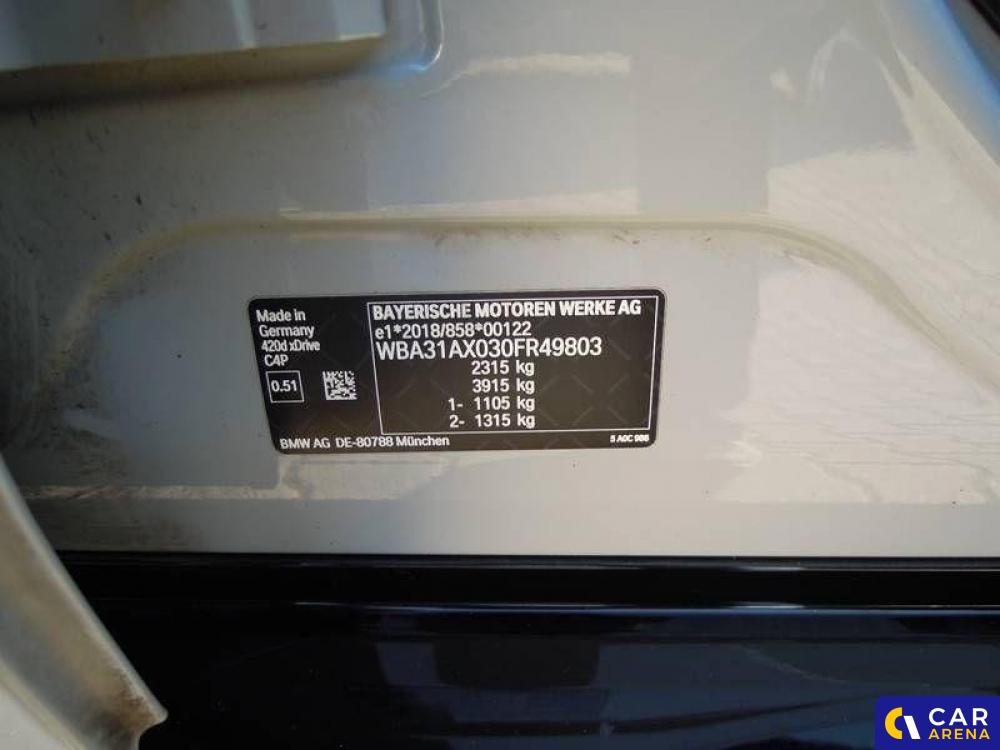 Made in
Germany
420d xDrive
C4P
0.51
BAYERISCHE MOTOREN WERKE AG
e1*2018/858*00122
WBA31AX030FR49803
2315 kg
3915 kg
1- 1105 kg
2- 1315 kg
BMW AG DE-80788 München
5 A0C 986
CAR
ARENA